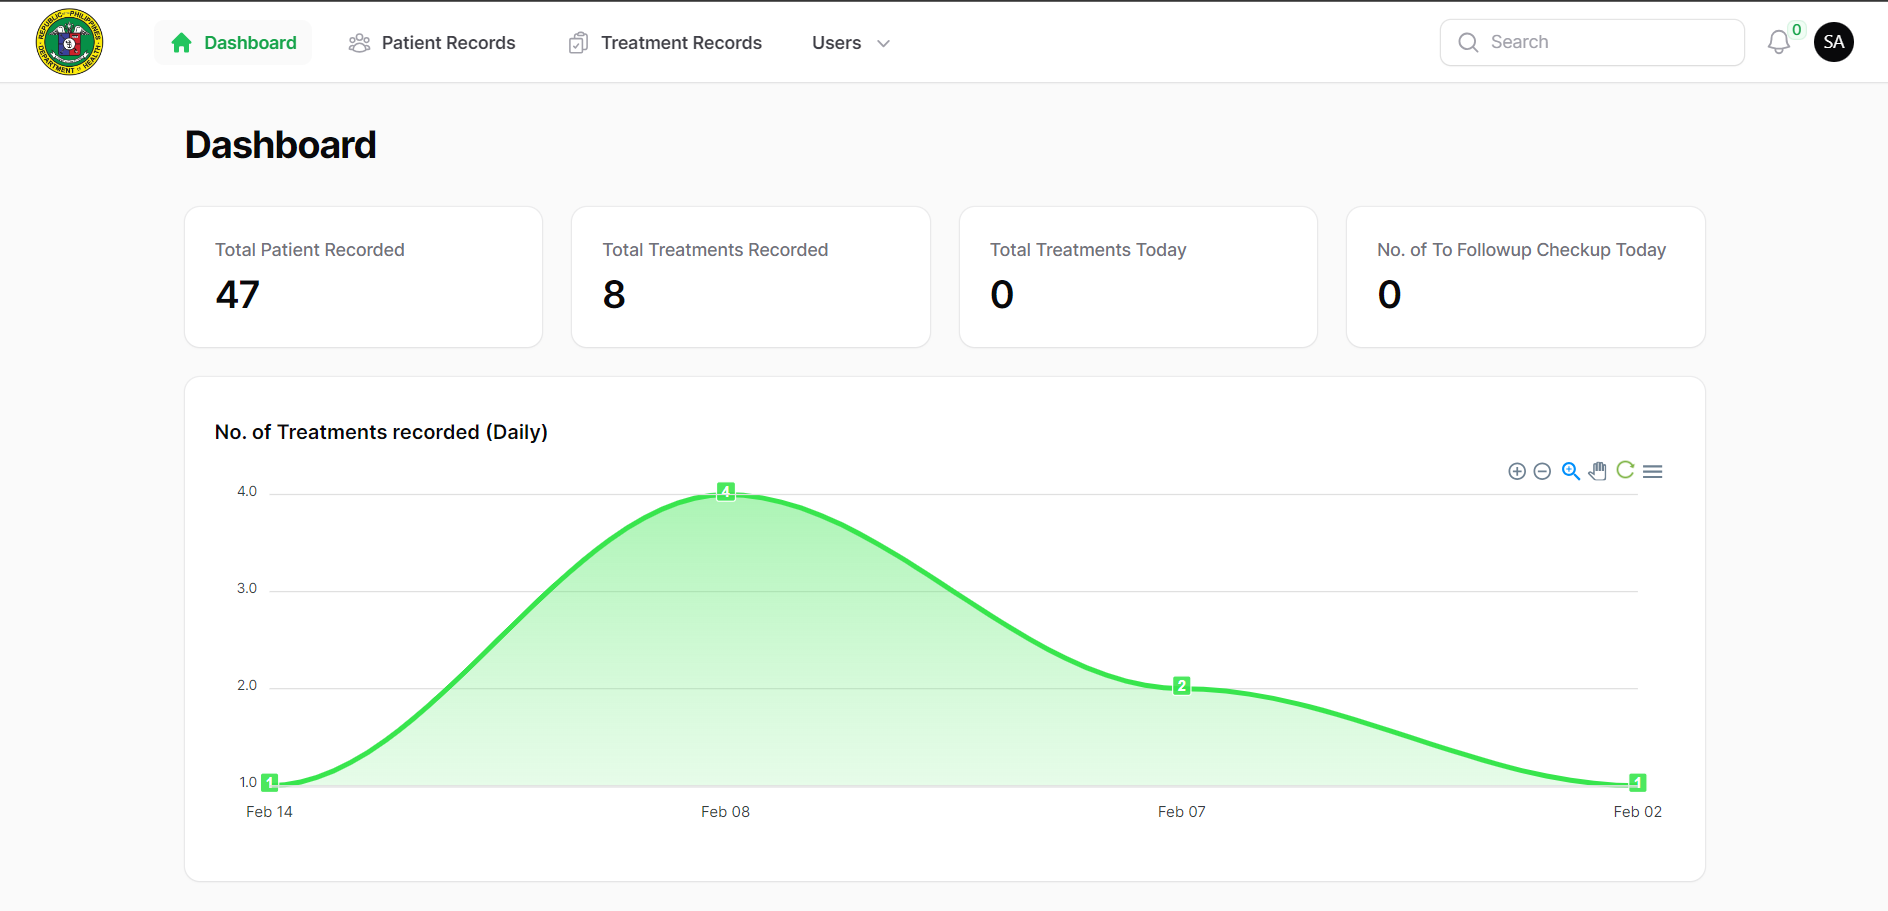 REPUBLIC OF THE PHILIPPINES
DEPARTMENT OF HEALTH
Dashboard
Patient Records
Treatment Records
Users
Search
0
SA
Dashboard
Total Patient Recorded
47
Total Treatments Recorded
8
Total Treatments Today
0
No. of To Followup Checkup Today
0
No. of Treatments recorded (Daily)
4.0
3.0
2.0
1.0
4
2
1
1
Feb 14
Feb 08
Feb 07
Feb 02